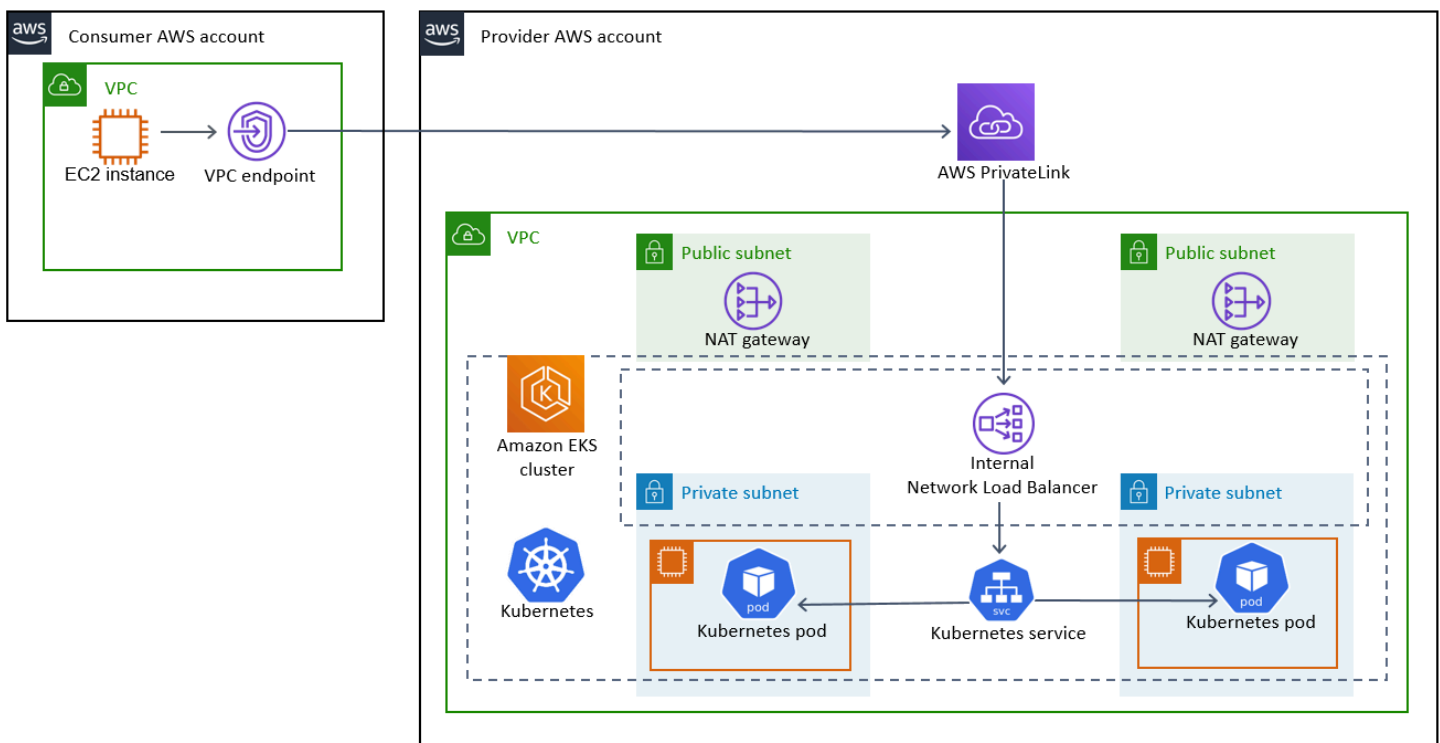 aws
Consumer AWS account
VPC
EC2 instance
VPC endpoint
aws
Provider AWS account
AWS PrivateLink
VPC
Public subnet
NAT gateway
Public subnet
NAT gateway
K
Amazon EKS
cluster
Internal
Network Load Balancer
Private subnet
Private subnet
Kubernetes
pod
Kubernetes pod
svc
Kubernetes service
pod
Kubernetes pod